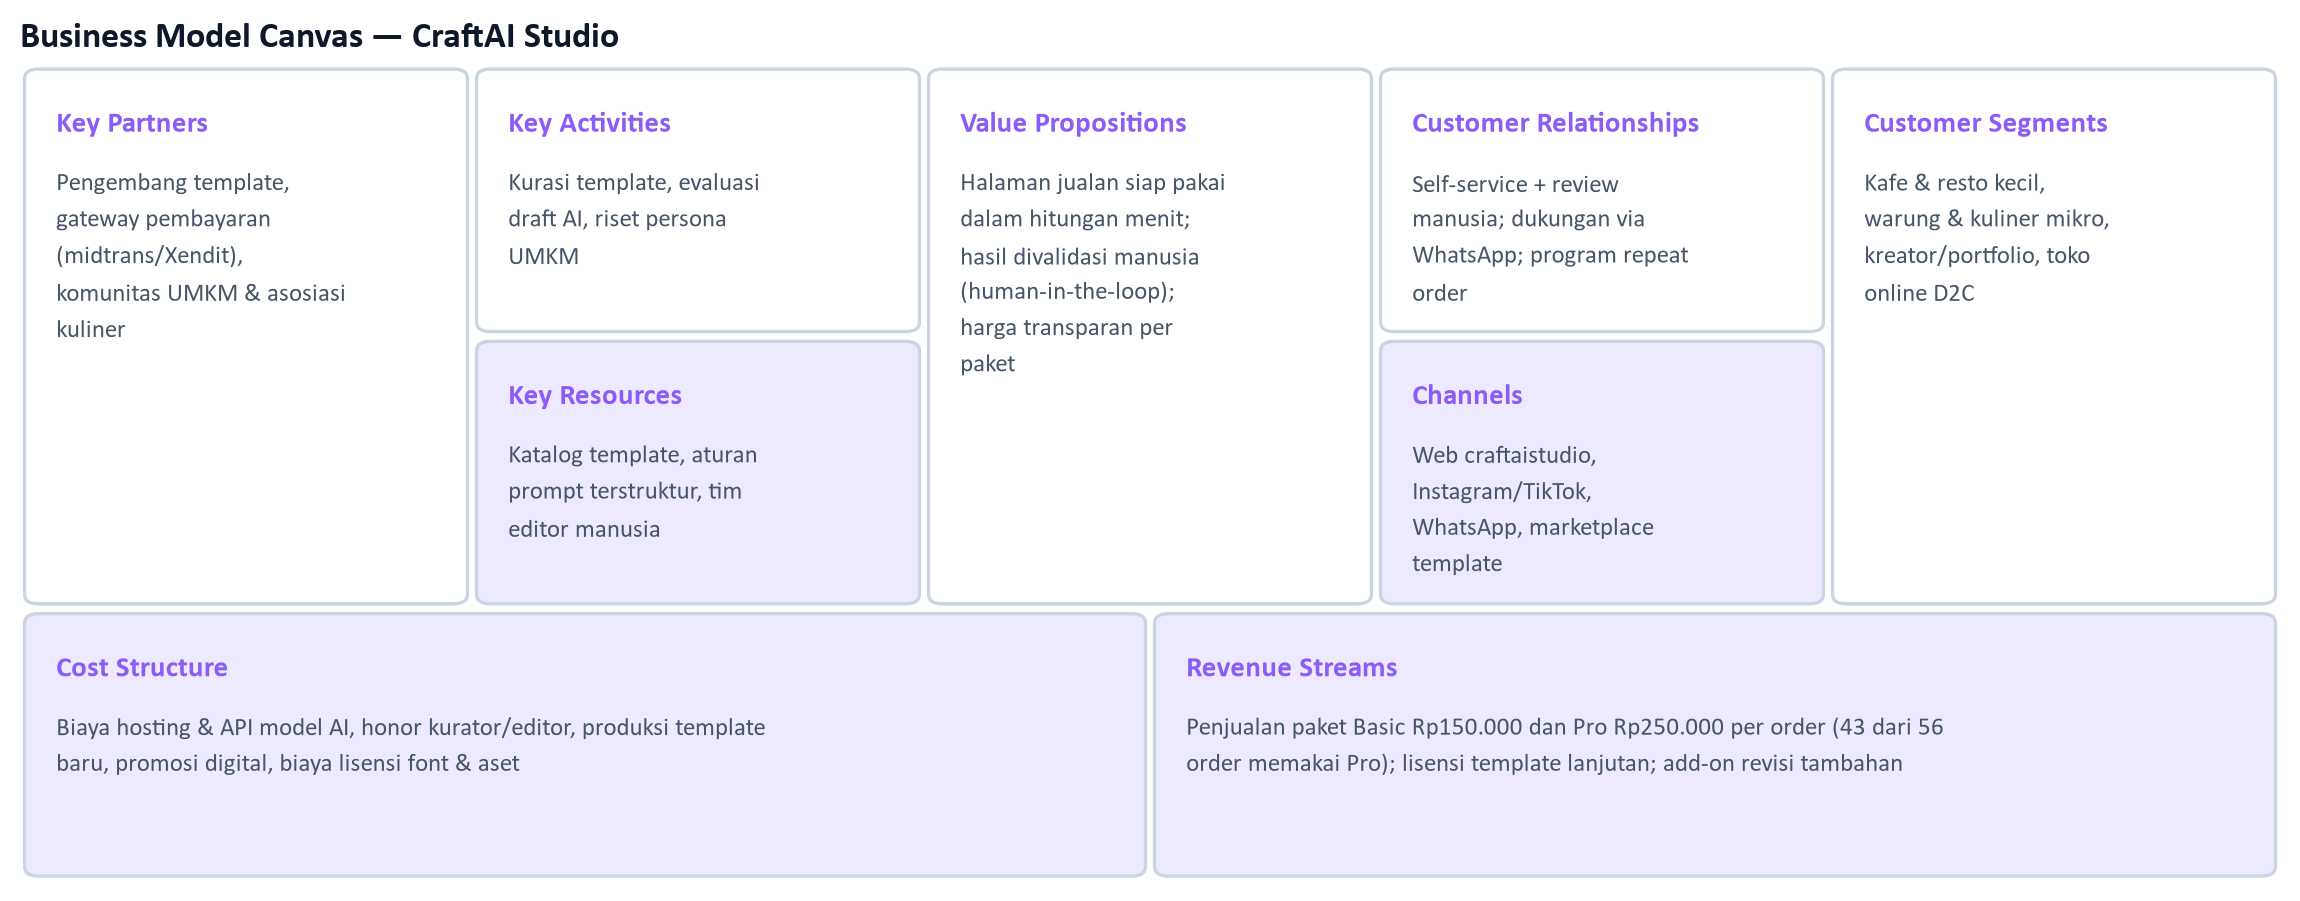 Business Model Canvas — CraftAI Studio
Key Partners
Pengembang template,
gateway pembayaran
(midtrans/Xendit),
komunitas UMKM & asosiasi
kuliner
Key Activities
Kurasi template, evaluasi
draft AI, riset persona
UMKM
Key Resources
Katalog template, aturan
prompt terstruktur, tim
editor manusia
Value Propositions
Halaman jualan siap pakai
dalam hitungan menit;
hasil divalidasi manusia
(human-in-the-loop);
harga transparan per
paket
Customer Relationships
Self-service + review
manusia; dukungan via
WhatsApp; program repeat
order
Channels
Web craftaistudio,
Instagram/TikTok,
WhatsApp, marketplace
template
Customer Segments
Kafe & resto kecil,
warung & kuliner mikro,
kreator/portfolio, toko
online D2C
Cost Structure
Biaya hosting & API model AI, honor kurator/editor, produksi template
baru, promosi digital, biaya lisensi font & aset
Revenue Streams
Penjualan paket Basic Rp150.000 dan Pro Rp250.000 per order (43 dari 56
order memakai Pro); lisensi template lanjutan; add-on revisi tambahan